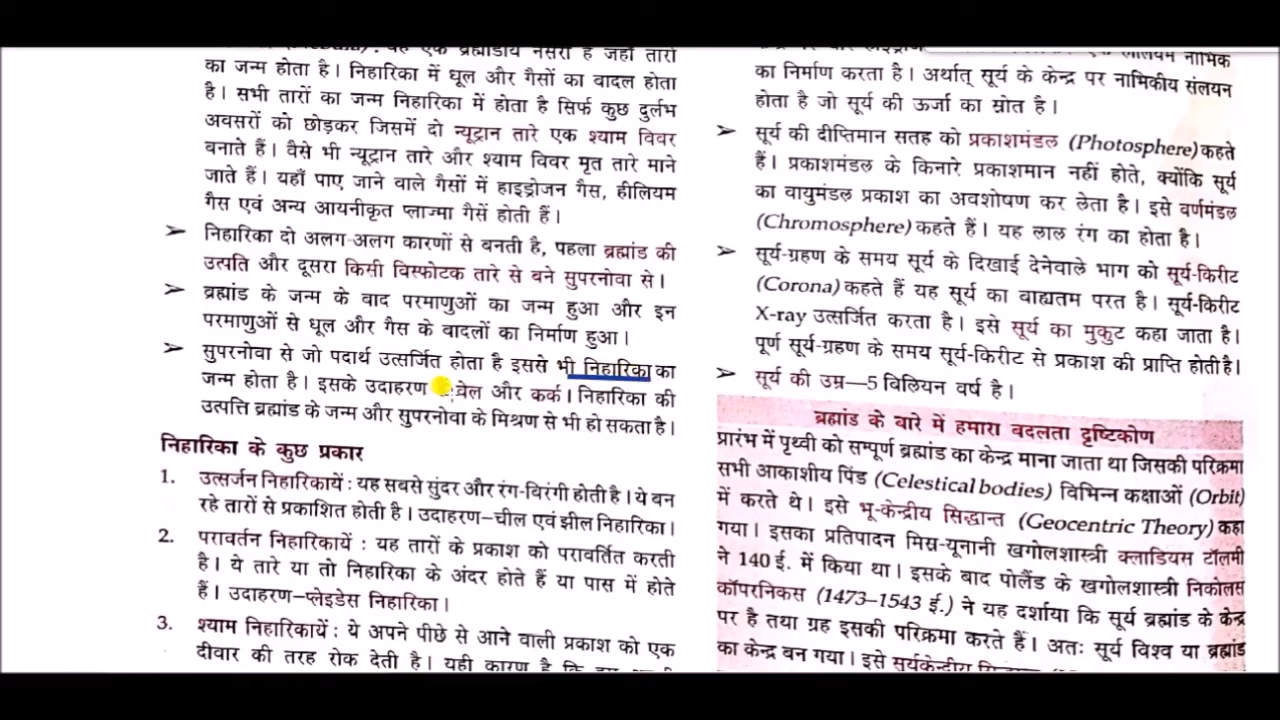 का जन्म होता है। निहारिका में धूल और गैसों का बादल होता
है। सभी तारों का जन्म निहारिका में होता है सिर्फ कुछ दुर्लभ
अवसरों को छोड़कर जिसमें दो न्यूट्रान तारे एक श्याम विवर
बनाते हैं। वैसे भी न्यूट्रान तारे और श्याम विवर मृत तारे माने
जाते हैं। यहाँ पाए जाने वाले गैसों में हाइड्रोजन गैस, हीलियम
गैस एवं अन्य आयनीकृत प्लाज्मा गैसें होती हैं।
➢ निहारिका दो अलग-अलग कारणों से बनती है, पहला ब्रह्मांड की
उत्पति और दूसरा किसी विस्फोटक तारे से बने सुपरनोवा से।
➢ ब्रह्मांड के जन्म के वाद परमाणुओं का जन्म हुआ और इन
परमाणुओं से धूल और गैस के बादलों का निर्माण हुआ।
➢ सुपरनोवा से जो पदार्थ उत्सर्जित होता है इससे भी निहारिका का
जन्म होता है। इसके उदाहरण और कर्क। निहारिका की
उत्पत्ति ब्रह्मांड के जन्म और सुपरनोवा के मिश्रण से भी हो सकता है।
निहारिका के कुछ प्रकार
1. उत्सर्जन निहारिकायें : यह सबसे सुंदर और रंग-विरंगी होती है। ये बन
रहे तारों से प्रकाशित होती है। उदाहरण–चील एवं झील निहारिका।
2. परावर्तन निहारिकायें : यह तारों के प्रकाश को परावर्तित करती
है। ये तारे या तो निहारिका के अंदर होते हैं या पास में होते
हैं। उदाहरण–प्लेइडेस निहारिका।
3. श्याम निहारिकायें : ये अपने पीछे से आने वाली प्रकाश को एक
दीवार की तरह रोक देती है। यही कारण है कि
का निर्माण करता है। अर्थात् सूर्य के केन्द्र पर नाभिकीय संलयन
होता है जो सूर्य की ऊर्जा का स्रोत है।
➢ सूर्य की दीप्तिमान सतह को प्रकाशमंडल (Photosphere) कहते
हैं। प्रकाशमंडल के किनारे प्रकाशमान नहीं होते, क्योंकि सूर्य
का वायुमंडल प्रकाश का अवशोषण कर लेता है। इसे वर्णमंडल
(Chromosphere) कहते हैं। यह लाल रंग का होता है।
➢ सूर्य-ग्रहण के समय सूर्य के दिखाई देनेवाले भाग को सूर्य-किरीट
(Corona) कहते हैं यह सूर्य का बाह्यतम परत है। सूर्य-किरीट
X-ray उत्सर्जित करता है। इसे सूर्य का मुकुट कहा जाता है।
पूर्ण सूर्य-ग्रहण के समय सूर्य-किरीट से प्रकाश की प्राप्ति होती है।
➢ सूर्य की उम्र—5 विलियन वर्ष है।
ब्रह्मांड के बारे में हमारा बदलता दृष्टिकोण
प्रारंभ में पृथ्वी को सम्पूर्ण ब्रह्मांड का केन्द्र माना जाता था जिसकी परिक्रमा
सभी आकाशीय पिंड (Celestical bodies) विभिन्न कक्षाओं (Orbit)
में करते थे। इसे भू-केन्द्रीय सिद्धान्त (Geocentric Theory) कहा
गया। इसका प्रतिपादन मिस्र-यूनानी खगोलशास्त्री क्लाडियस टॉलमी
ने 140 ई. में किया था। इसके बाद पोलैंड के खगोलशास्त्री निकोलस
कॉपरनिकस (1473–1543 ई.) ने यह दर्शाया कि सूर्य ब्रह्मांड के केन्द्र
पर है तथा ग्रह इसकी परिक्रमा करते हैं। अतः सूर्य विश्व या ब्रह्मांड
का केन्द्र बन गया। इसे सूर्यकेन्द्रीय